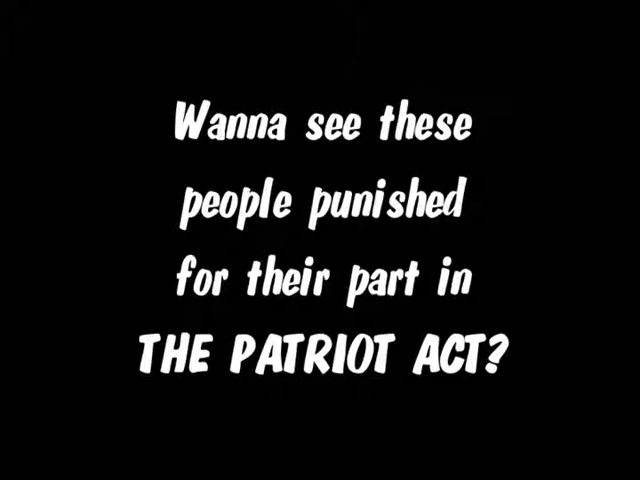 Wanna see these
people punished
for their part in
THE PATRIOT ACT?